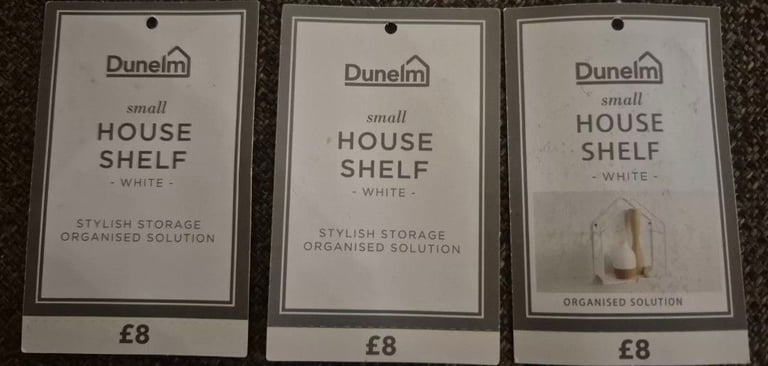 Dunelm
small
HOUSE
SHELF
- WHITE -
STYLISH STORAGE
ORGANISED SOLUTION
£8
Dunelm
small
HOUSE
SHELF
- WHITE -
STYLISH STORAGE
ORGANISED SOLUTION
£8
Dunelm
small
HOUSE
SHELF
- WHITE -
ORGANISED SOLUTION
£8